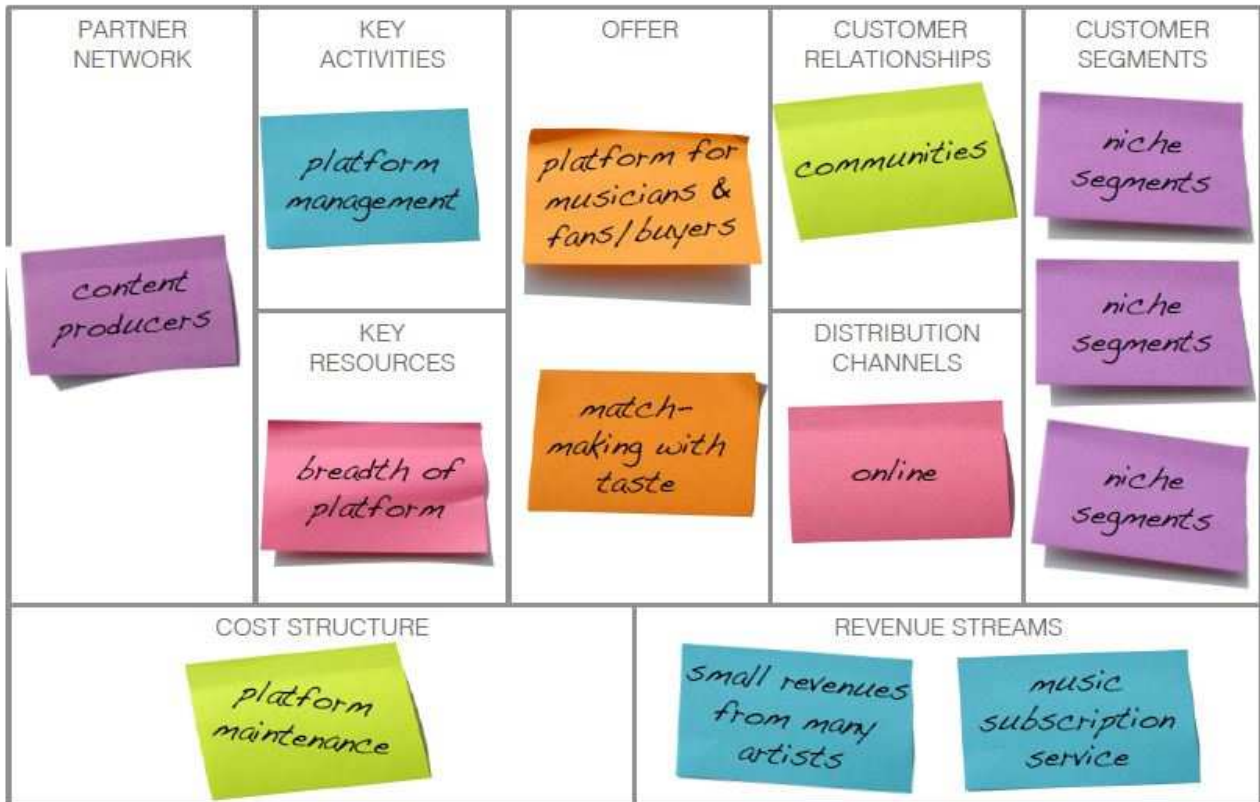 PARTNER
NETWORK
content
producers
KEY
ACTIVITIES
platform
management
KEY
RESOURCES
breadth of
platform
OFFER
platform for
musicians &
fans/buyers
match-
making with
taste
CUSTOMER
RELATIONSHIPS
communities
DISTRIBUTION
CHANNELS
online
CUSTOMER
SEGMENTS
niche
segments
niche
segments
niche
segments
COST STRUCTURE
platform
maintenance
REVENUE STREAMS
small revenues
from many
artists
music
subscription
service